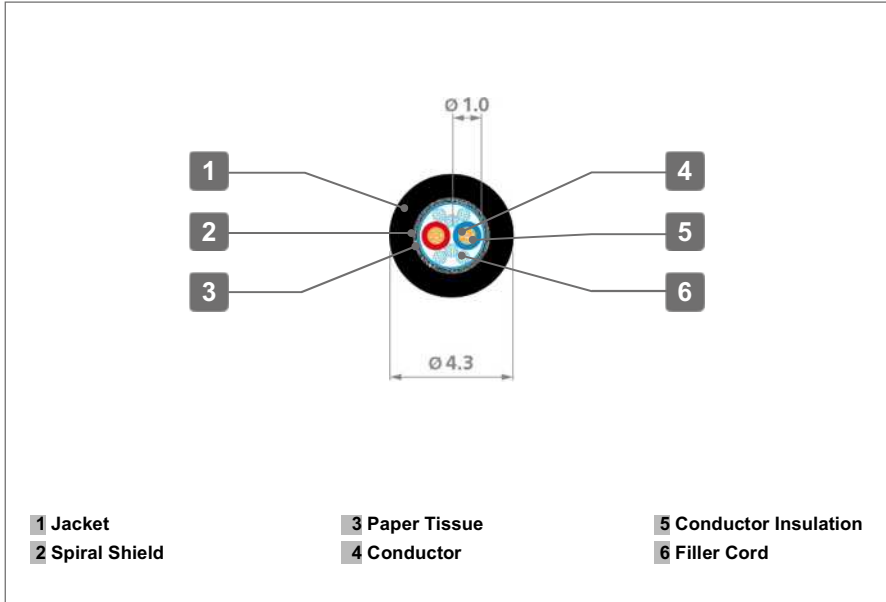 Ø 1.0
1
4
2
5
3
6
Ø 4.3
1 Jacket
3 Paper Tissue
5 Conductor Insulation
2 Spiral Shield
4 Conductor
6 Filler Cord